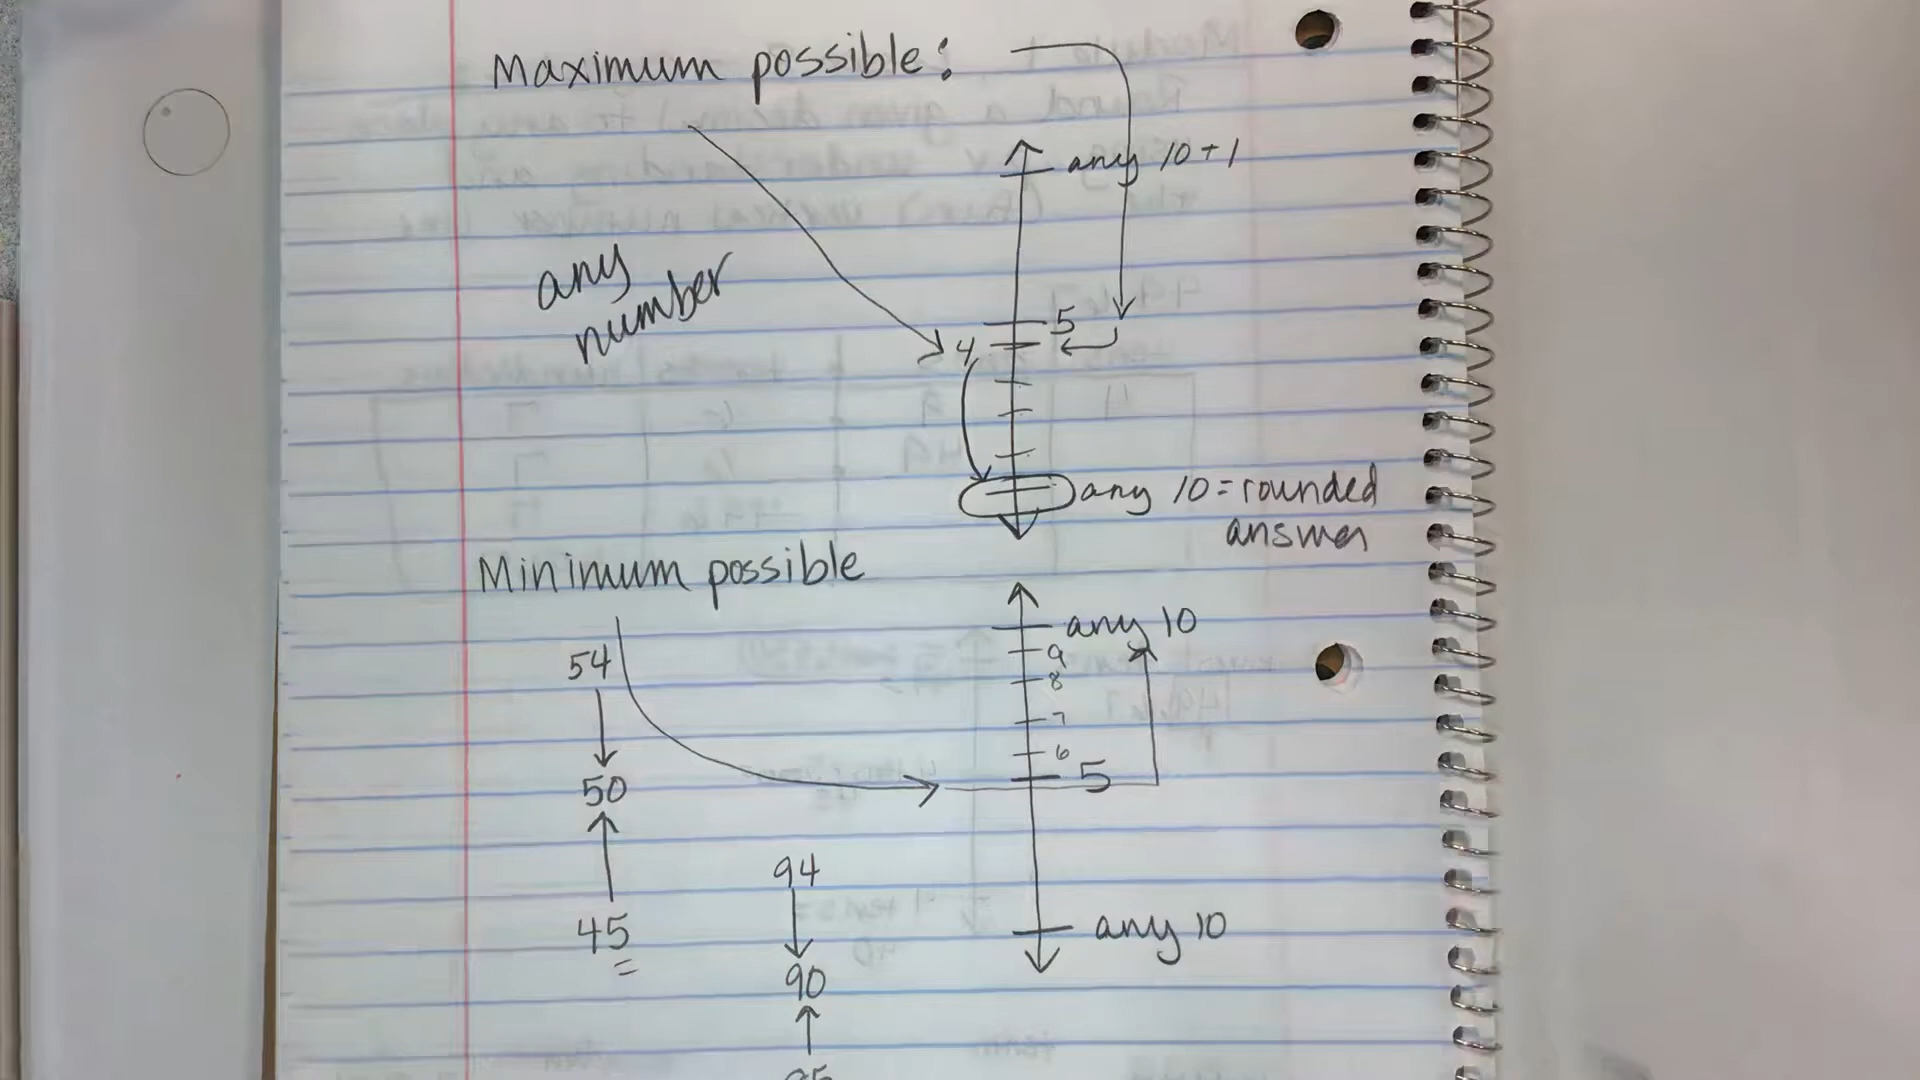 Maximum possible:
any 10 + 1
any
number
5
4
any 10 = rounded
answer
Minimum possible
any 10
9
8
7
6
5
any 10
54
50
45
94
90